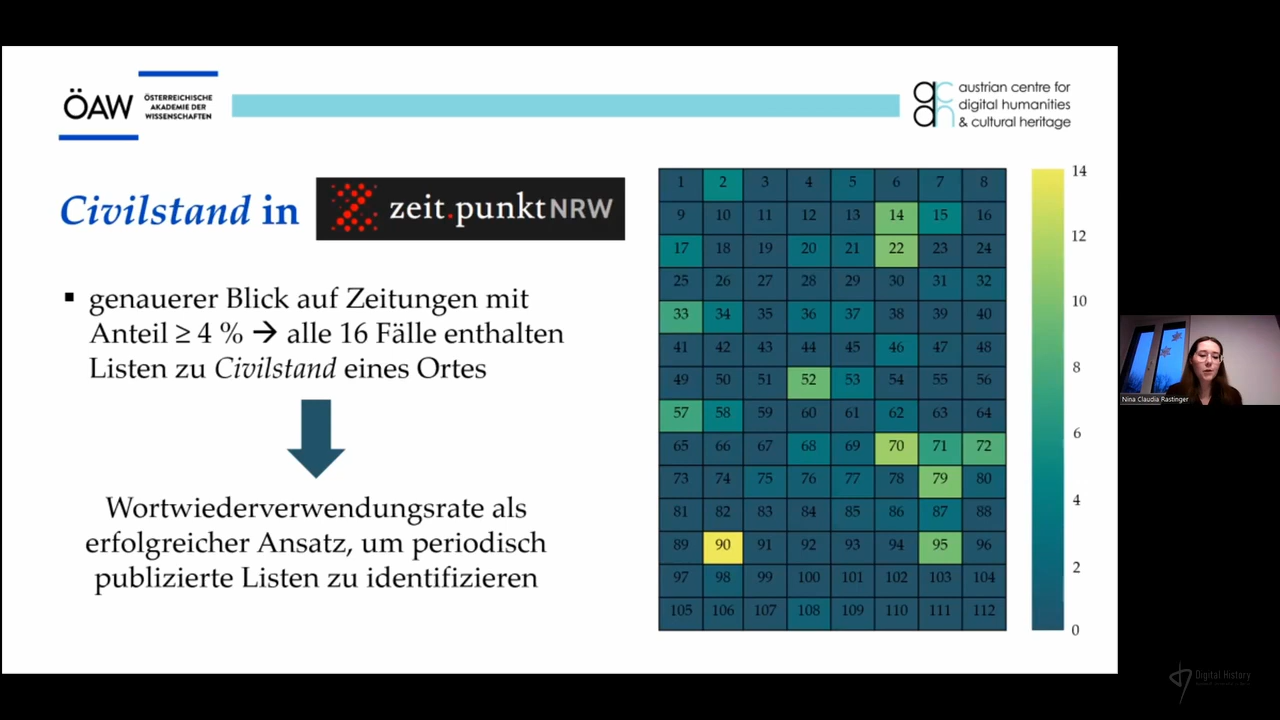 ÖAW
ÖSTERREICHISCHE
AKADEMIE DER
WISSENSCHAFTEN
austrian centre for
digital humanities
& cultural heritage
Civilstand in
zeit.punktNRW
▪ genauerer Blick auf Zeitungen mit
Anteil ≥ 4 % → alle 16 Fälle enthalten
Listen zu Civilstand eines Ortes
Wortwiederverwendungsrate als
erfolgreicher Ansatz, um periodisch
publizierte Listen zu identifizieren
1 2 3 4 5 6 7 8
9 10 11 12 13 14 15 16
17 18 19 20 21 22 23 24
25 26 27 28 29 30 31 32
33 34 35 36 37 38 39 40
41 42 43 44 45 46 47 48
49 50 51 52 53 54 55 56
57 58 59 60 61 62 63 64
65 66 67 68 69 70 71 72
73 74 75 76 77 78 79 80
81 82 83 84 85 86 87 88
89 90 91 92 93 94 95 96
97 98 99 100 101 102 103 104
105 106 107 108 109 110 111 112
14
12
10
8
6
4
2
0
Nina Claudia Rastinger
Digital History